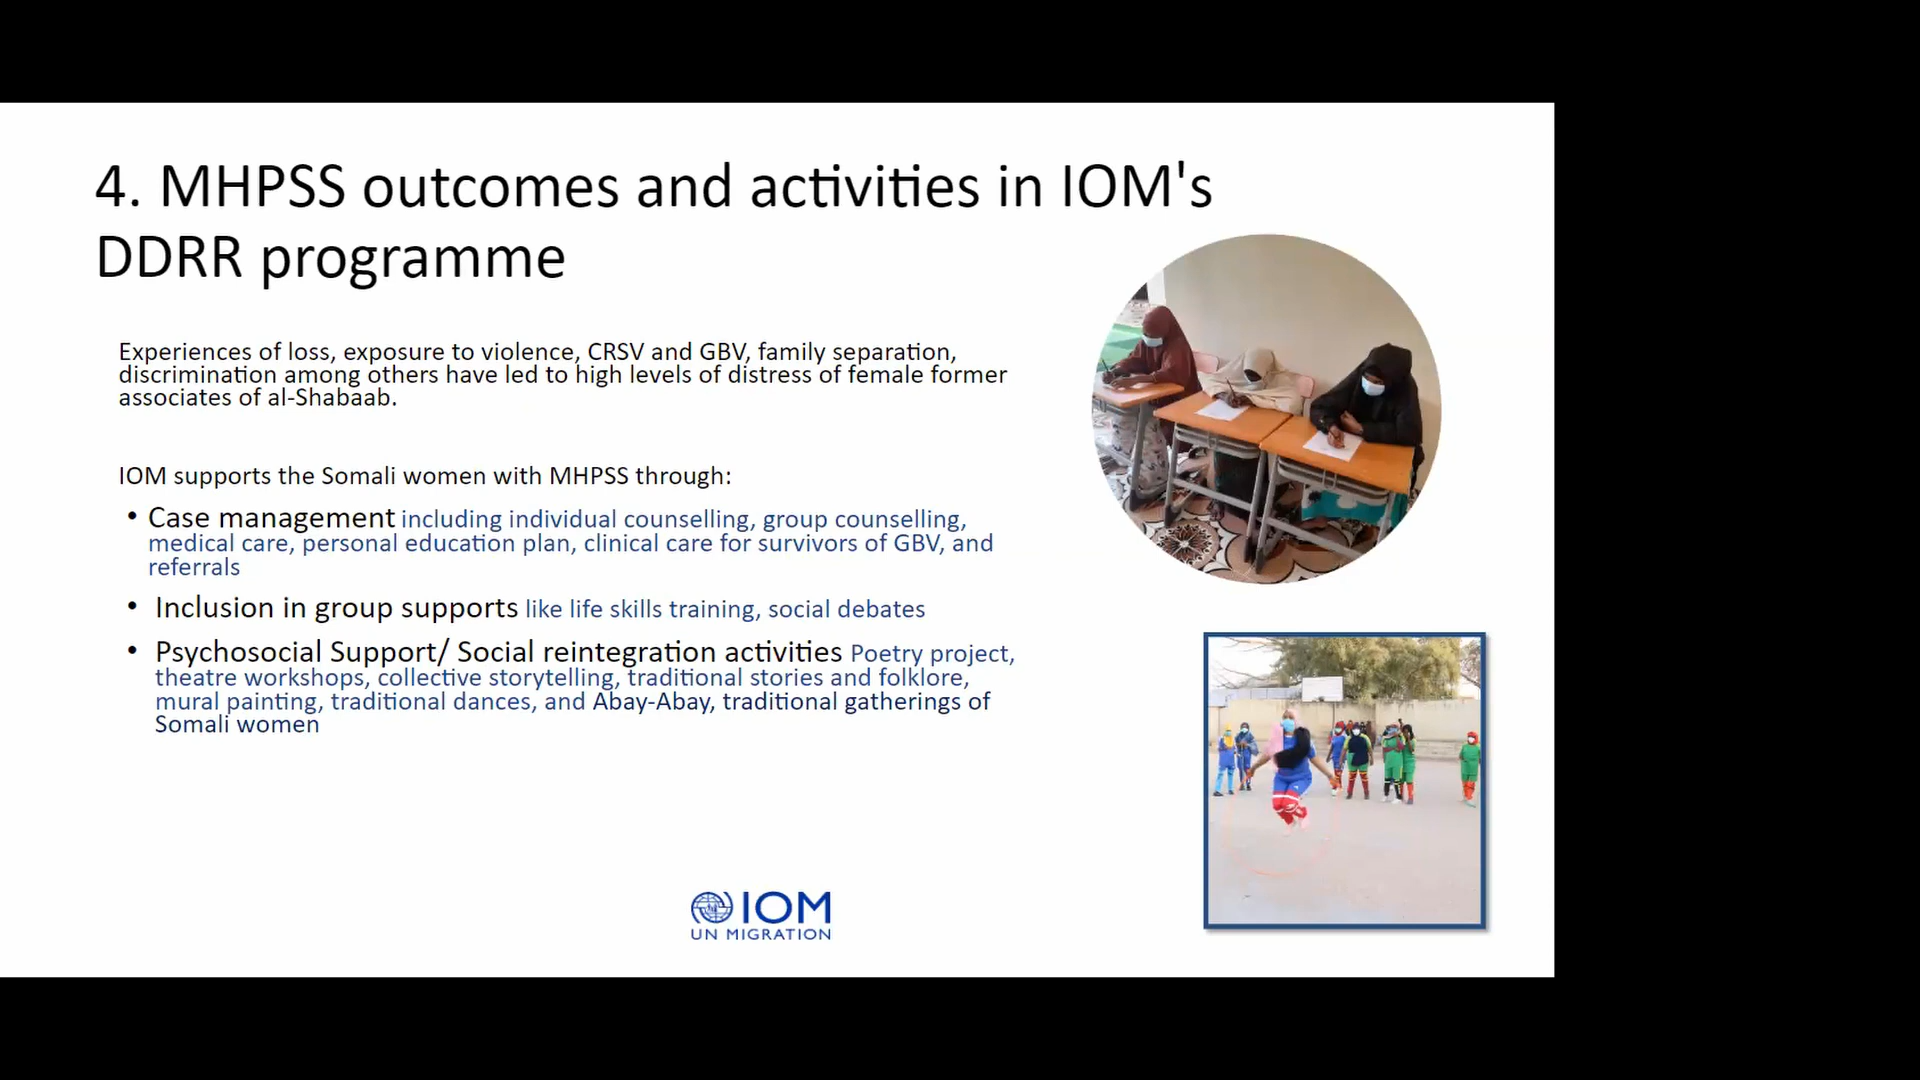 4. MHPSS outcomes and activities in IOM's
DDRR programme
Experiences of loss, exposure to violence, CRSV and GBV, family separation,
discrimination among others have led to high levels of distress of female former
associates of al-Shabaab.
IOM supports the Somali women with MHPSS through:
• Case management including individual counselling, group counselling,
medical care, personal education plan, clinical care for survivors of GBV, and
referrals
• Inclusion in group supports like life skills training, social debates
• Psychosocial Support/ Social reintegration activities Poetry project,
theatre workshops, collective storytelling, traditional stories and folklore,
mural painting, traditional dances, and Abay-Abay, traditional gatherings of
Somali women
IOM
UN MIGRATION